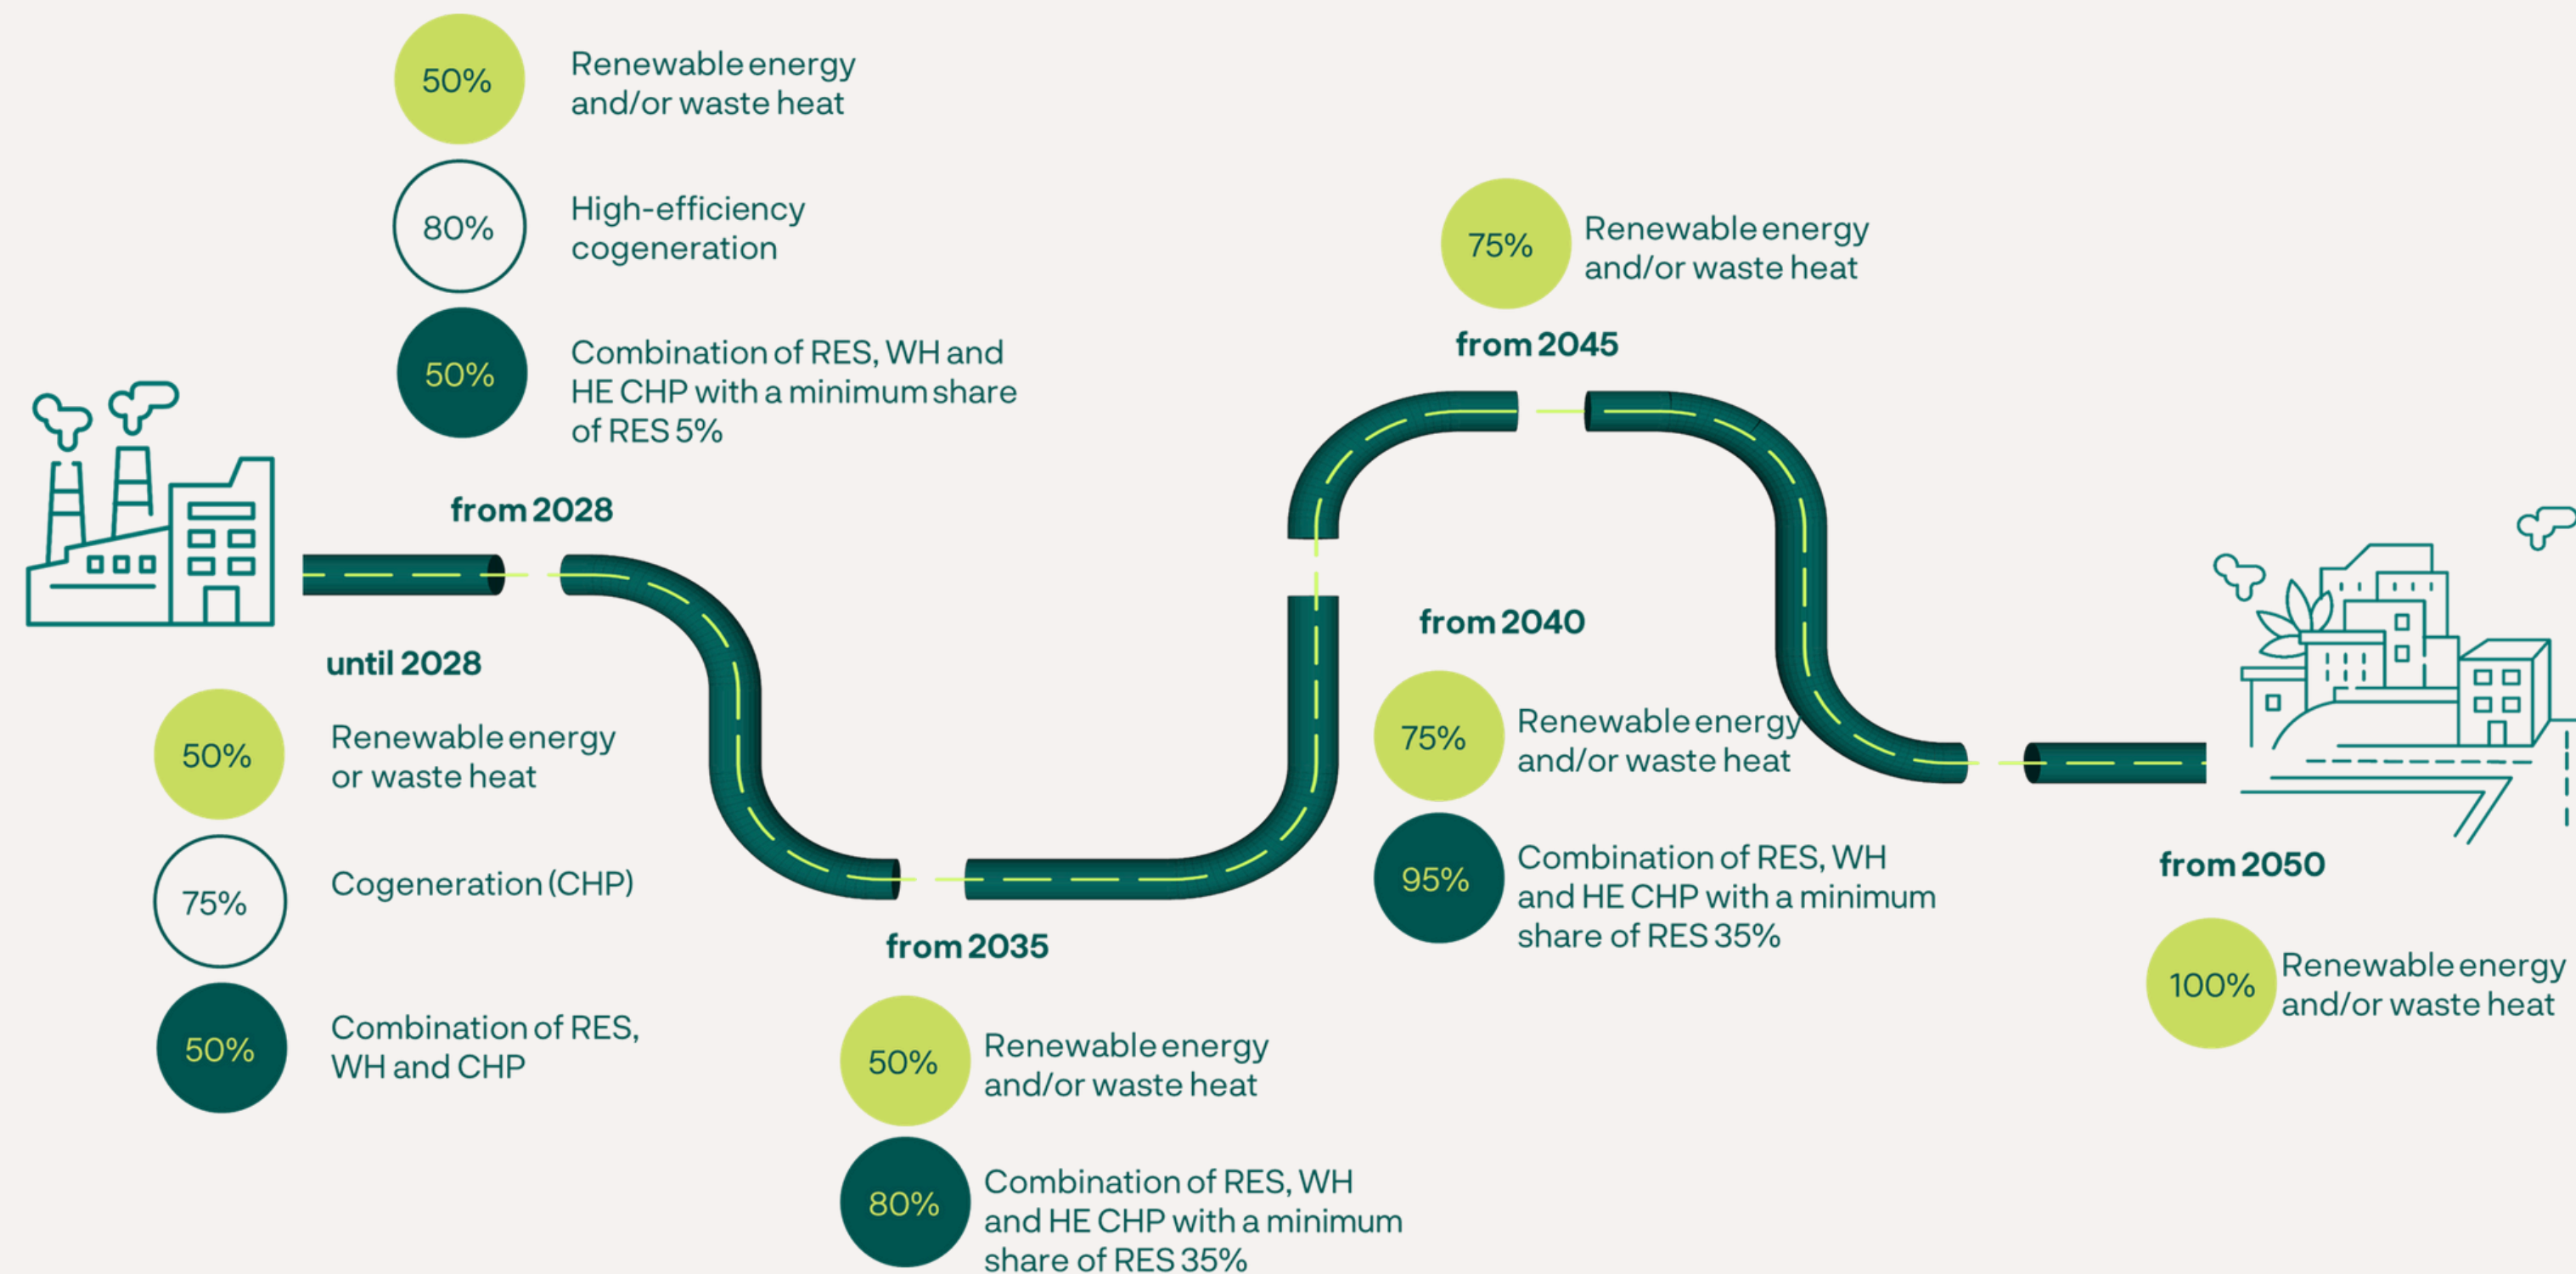 50%
Renewable energy
and/or waste heat
80%
High-efficiency
cogeneration
50%
Combination of RES, WH and
HE CHP with a minimum share
of RES 5%
from 2028
until 2028
50%
Renewable energy
or waste heat
75%
Cogeneration (CHP)
50%
Combination of RES,
WH and CHP
from 2035
50%
Renewable energy
and/or waste heat
80%
Combination of RES, WH
and HE CHP with a minimum
share of RES 35%
from 2040
75%
Renewable energy
and/or waste heat
95%
Combination of RES, WH
and HE CHP with a minimum
share of RES 35%
75%
Renewable energy
and/or waste heat
from 2045
from 2050
100%
Renewable energy
and/or waste heat